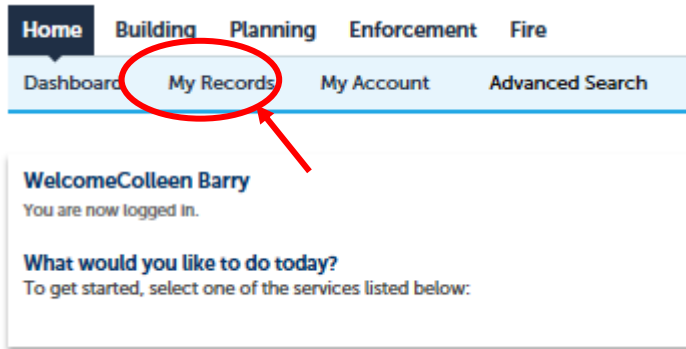 Home Building Planning Enforcement Fire
Dashboard My Records My Account Advanced Search
WelcomeColleen Barry
You are now logged in.
What would you like to do today?
To get started, select one of the services listed below: